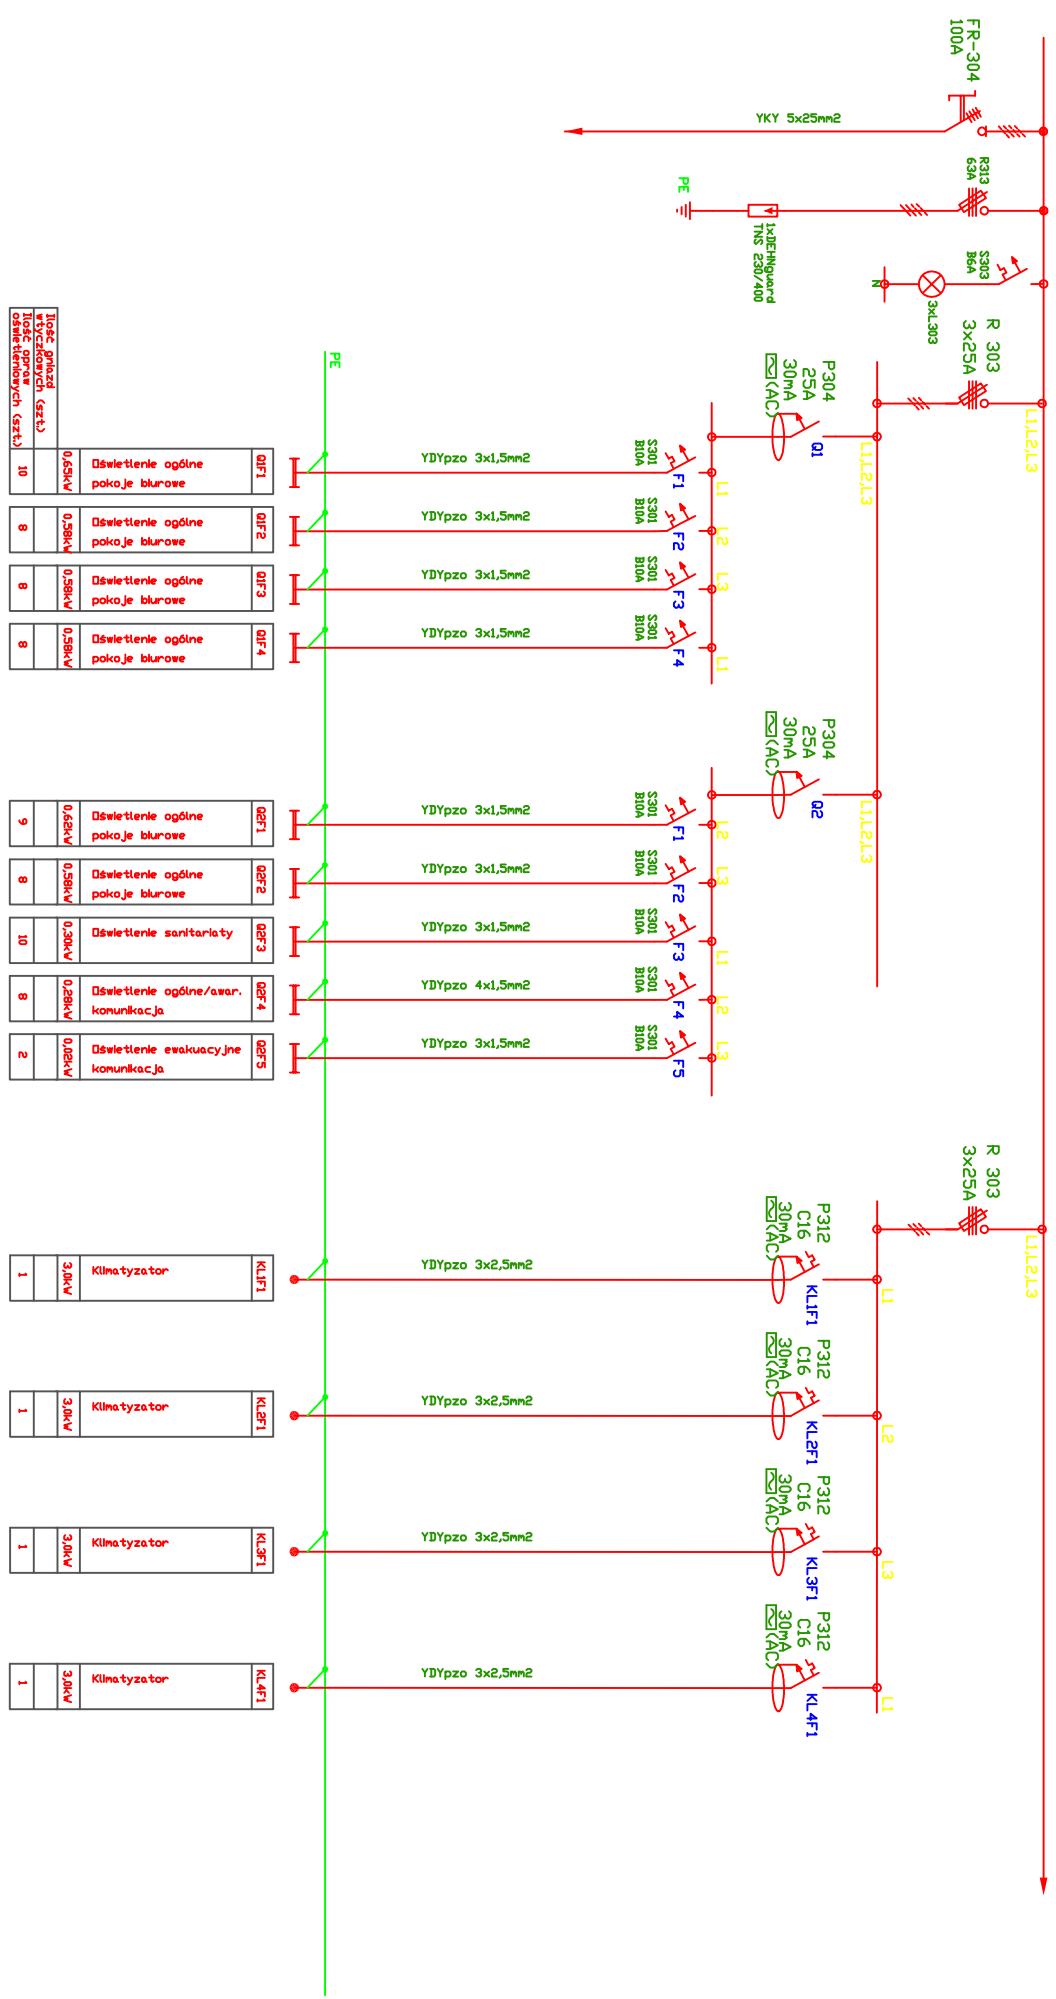 FR-304
100A
YKY 5x25mm2
R313
63A
PE
1xDEHNguard
TNS 230/400
S303
B6A
N
3xL303
R 303
3x25A
L1,L2,L3
L1,L2,L3
P304
25A
30mA
(AC)
Q1
PE
Ilość gniazd
wtyczkowych (szt.)
Ilość opraw
oświetleniowych (szt.)
L1
S301
B10A
F1
YDYpzo 3x1,5mm2
Q1F1
Oświetlenie ogólne
pokoje biurowe
0,65kW
10
L2
S301
B10A
F2
YDYpzo 3x1,5mm2
Q1F2
Oświetlenie ogólne
pokoje biurowe
0,58kW
8
L3
S301
B10A
F3
YDYpzo 3x1,5mm2
Q1F3
Oświetlenie ogólne
pokoje biurowe
0,58kW
8
L1
S301
B10A
F4
YDYpzo 3x1,5mm2
Q1F4
Oświetlenie ogólne
pokoje biurowe
0,58kW
8
L1,L2,L3
P304
25A
30mA
(AC)
Q2
L2
S301
B10A
F1
YDYpzo 3x1,5mm2
Q2F1
Oświetlenie ogólne
pokoje biurowe
0,62kW
9
L3
S301
B10A
F2
YDYpzo 3x1,5mm2
Q2F2
Oświetlenie ogólne
pokoje biurowe
0,58kW
8
L1
S301
B10A
F3
YDYpzo 3x1,5mm2
Q2F3
Oświetlenie sanitariaty
0,30kW
10
L2
S301
B10A
F4
YDYpzo 4x1,5mm2
Q2F4
Oświetlenie ogólne/awar.
komunikacja
0,28kW
8
L3
S301
B10A
F5
YDYpzo 3x1,5mm2
Q2F5
Oświetlenie ewakuacyjne
komunikacja
0,02kW
2
R 303
3x25A
L1,L2,L3
L1
P312
C16
30mA
(AC)
KL1F1
YDYpzo 3x2,5mm2
KL1F1
Klimatyzator
3,0kW
1
L2
P312
C16
30mA
(AC)
KL2F1
YDYpzo 3x2,5mm2
KL2F1
Klimatyzator
3,0kW
1
L3
P312
C16
30mA
(AC)
KL3F1
YDYpzo 3x2,5mm2
KL3F1
Klimatyzator
3,0kW
1
L1
P312
C16
30mA
(AC)
KL4F1
YDYpzo 3x2,5mm2
KL4F1
Klimatyzator
3,0kW
1